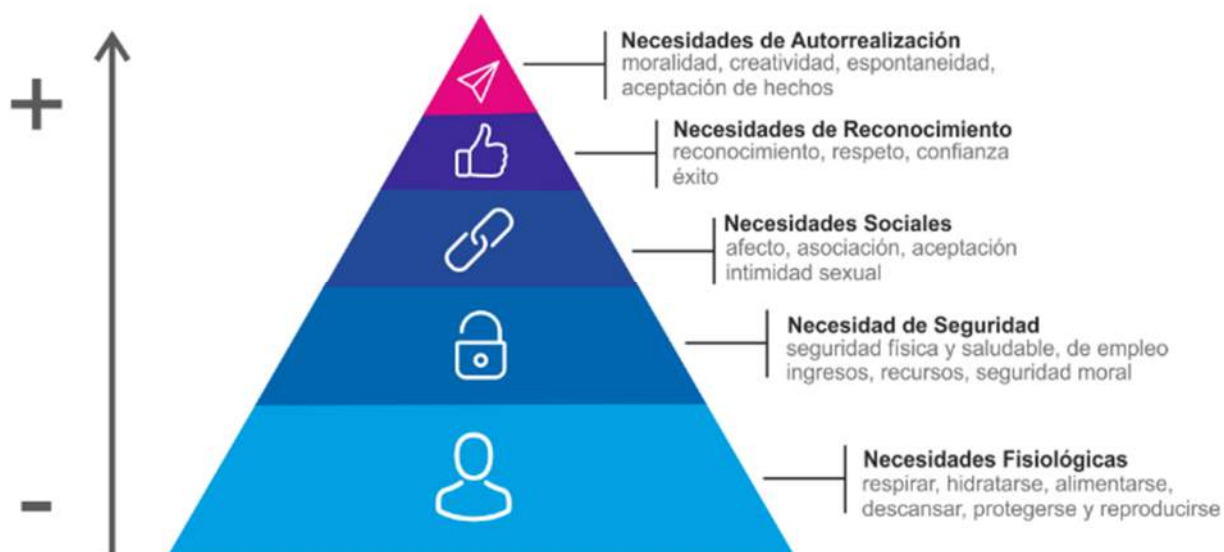 +
Necesidades de Autorrealización
moralidad, creatividad, espontaneidad,
aceptación de hechos
Necesidades de Reconocimiento
reconocimiento, respeto, confianza
éxito
Necesidades Sociales
afecto, asociación, aceptación
intimidad sexual
Necesidad de Seguridad
seguridad física y saludable, de empleo
ingresos, recursos, seguridad moral
Necesidades Fisiológicas
respirar, hidratarse, alimentarse,
descansar, protegerse y reproducirse
-